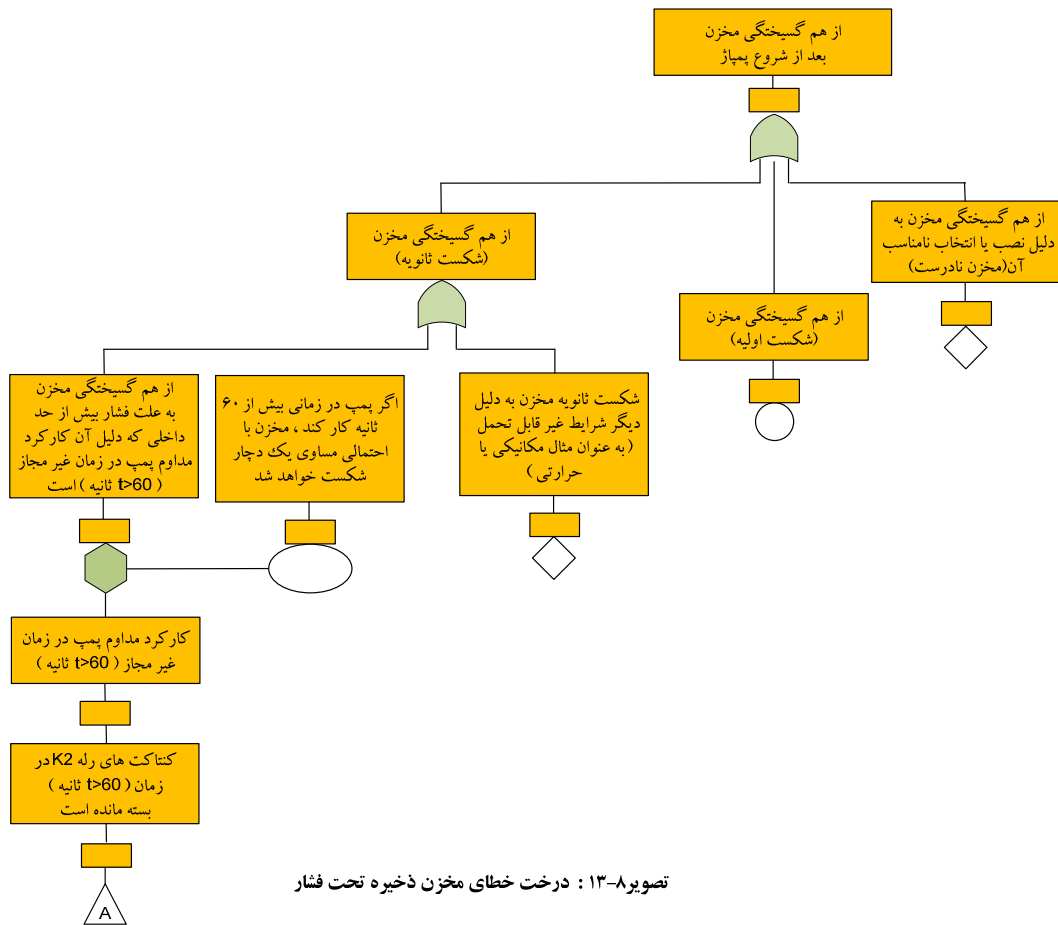 از هم گسیختگی مخزن
بعد از شروع پمپاژ
از هم گسیختگی مخزن به
دلیل نصب یا انتخاب نامناسب
آن(مخزن نادرست)
از هم گسیختگی مخزن
(شکست ثانویه)
از هم گسیختگی مخزن
(شکست اولیه)
شکست ثانویه مخزن به دلیل
دیگر شرایط غیر قابل تحمل
(به عنوان مثال مکانیکی یا
حرارتی )
اگر پمپ در زمانی بیش از ۶۰
ثانیه کار کند ، مخزن با
احتمالی مساوی یک دچار
شکست خواهد شد
از هم گسیختگی مخزن
به علت فشار بیش از حد
داخلی که دلیل آن کارکرد
مداوم پمپ در زمان غیر مجاز
( t>60 ثانیه ) است
کارکرد مداوم پمپ در زمان
غیر مجاز ( t>60 ثانیه )
کنتاکت های رله K2 در
زمان ( t>60 ثانیه )
بسته مانده است
A
تصویر۸-۱۳ : درخت خطای مخزن ذخیره تحت فشار